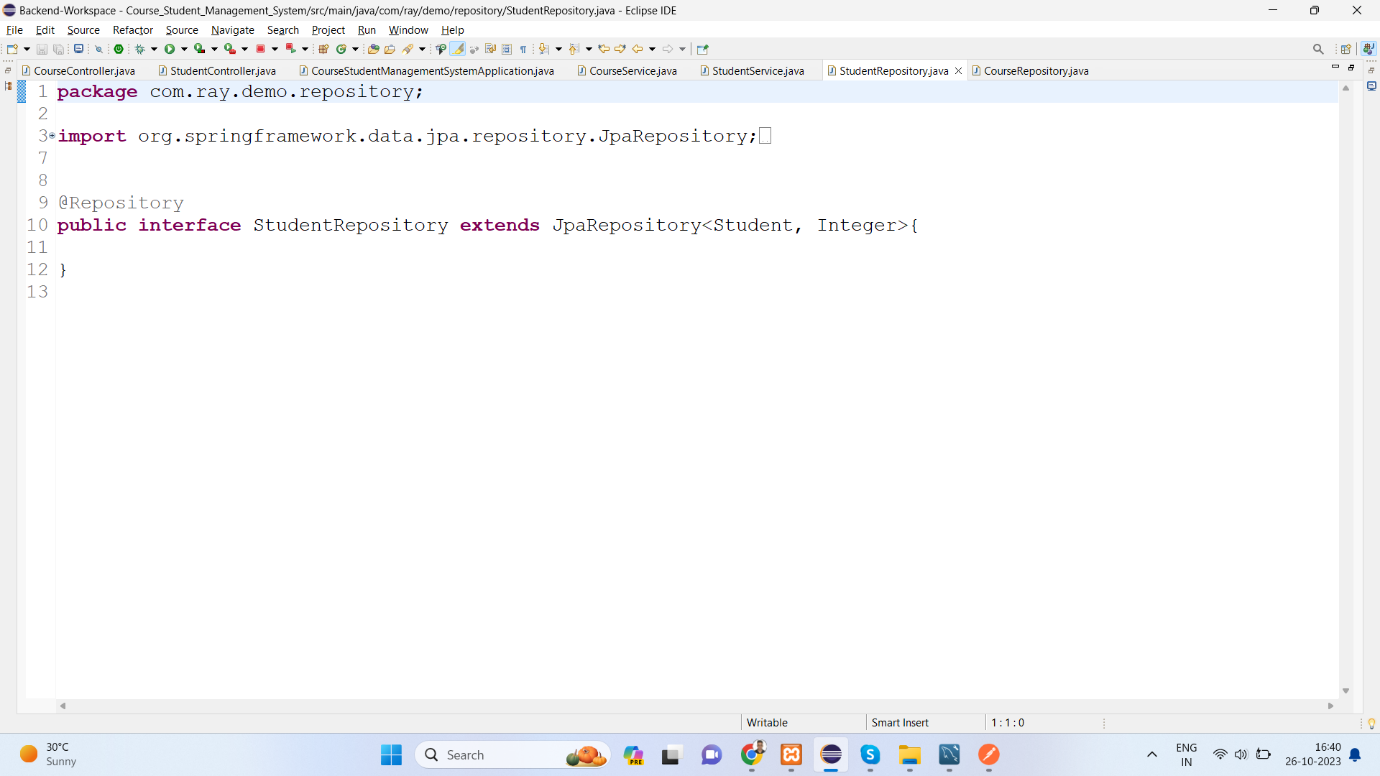 Backend-Workspace - Course_Student_Management_System/src/main/java/com/ray/demo/repository/StudentRepository.java - Eclipse IDE
File Edit Source Refactor Source Navigate Search Project Run Window Help
CourseController.java StudentController.java CourseStudentManagementSystemApplication.java CourseService.java StudentService.java StudentRepository.java CourseRepository.java
1 package com.ray.demo.repository;
2
3 import org.springframework.data.jpa.repository.JpaRepository;
7
8
9 @Repository
10 public interface StudentRepository extends JpaRepository<Student, Integer>{
11
12 }
13
Writable Smart Insert 1 : 1 : 0
30°C
Sunny
Search
PRE
ENG
IN
16:40
26-10-2023